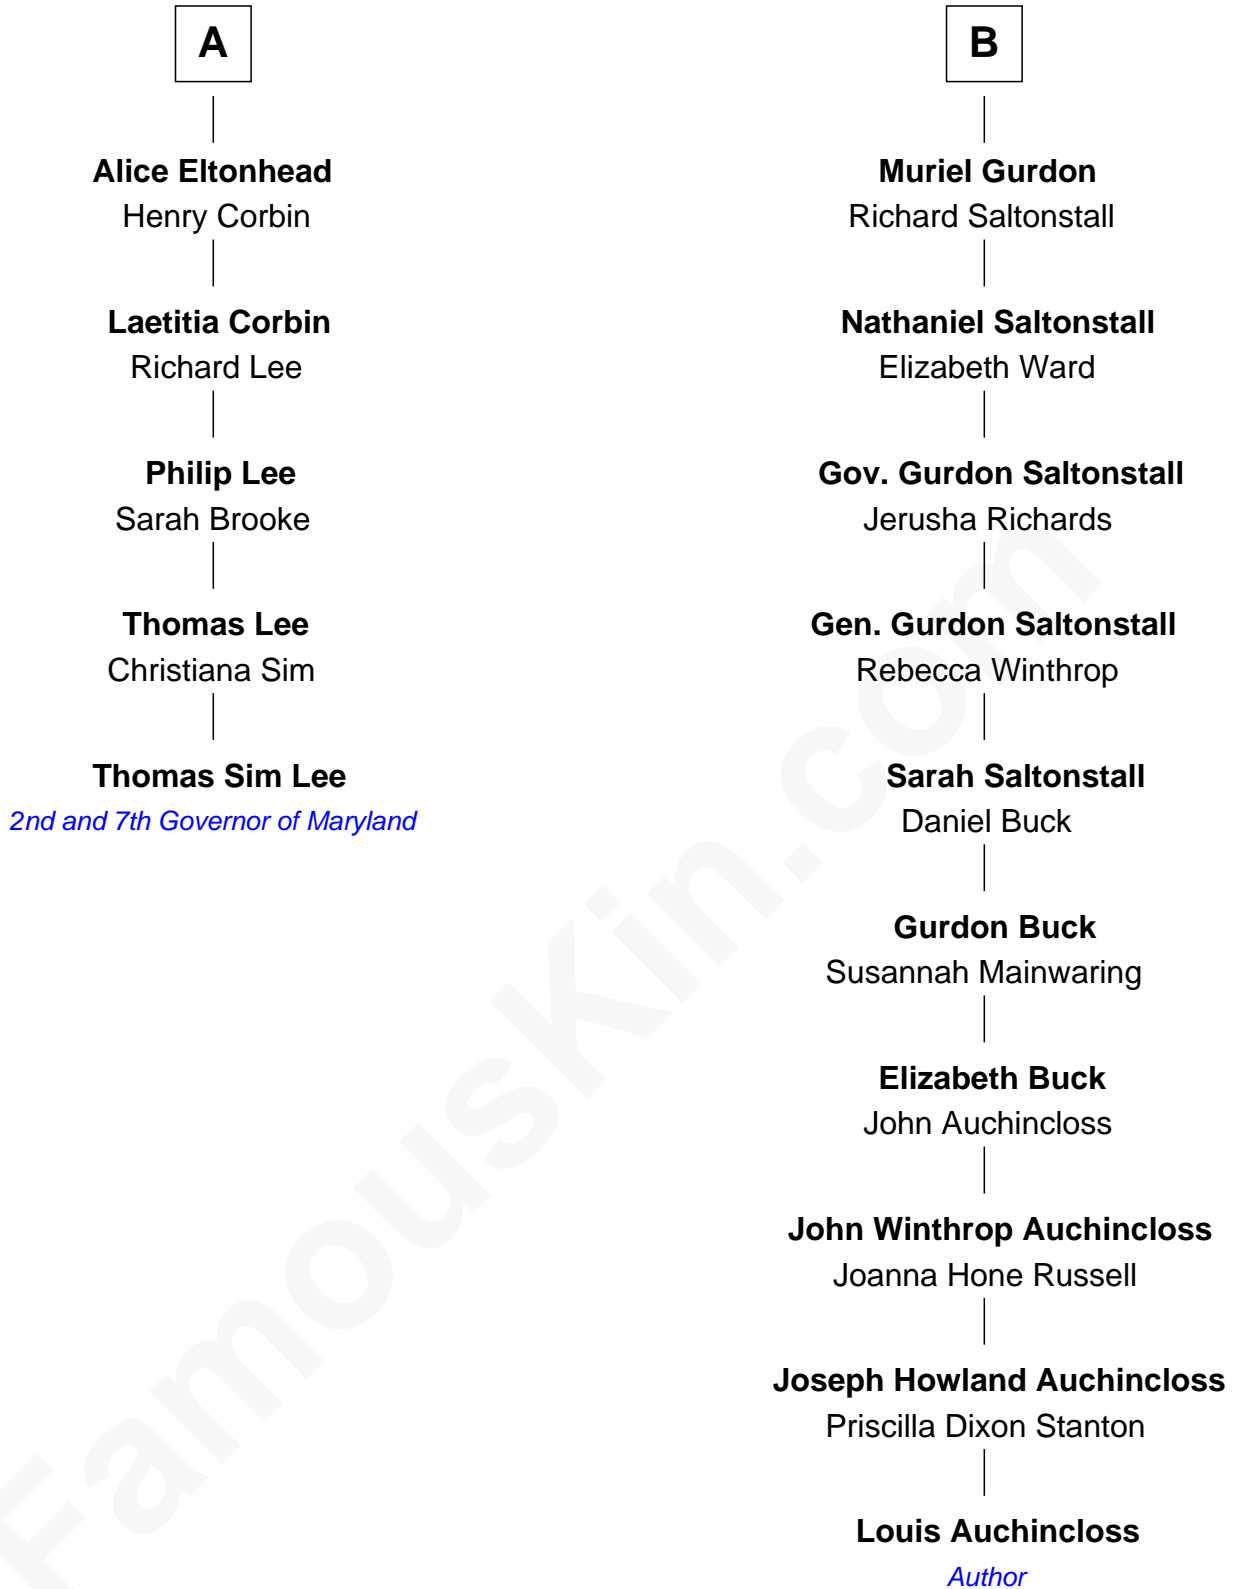 A
Alice Eltonhead
Henry Corbin
Laetitia Corbin
Richard Lee
Philip Lee
Sarah Brooke
Thomas Lee
Christiana Sim
Thomas Sim Lee
2nd and 7th Governor of Maryland
B
Muriel Gurdon
Richard Saltonstall
Nathaniel Saltonstall
Elizabeth Ward
Gov. Gurdon Saltonstall
Jerusha Richards
Gen. Gurdon Saltonstall
Rebecca Winthrop
Sarah Saltonstall
Daniel Buck
Gurdon Buck
Susannah Mainwaring
Elizabeth Buck
John Auchincloss
John Winthrop Auchincloss
Joanna Hone Russell
Joseph Howland Auchincloss
Priscilla Dixon Stanton
Louis Auchincloss
Author
FamousKin.com